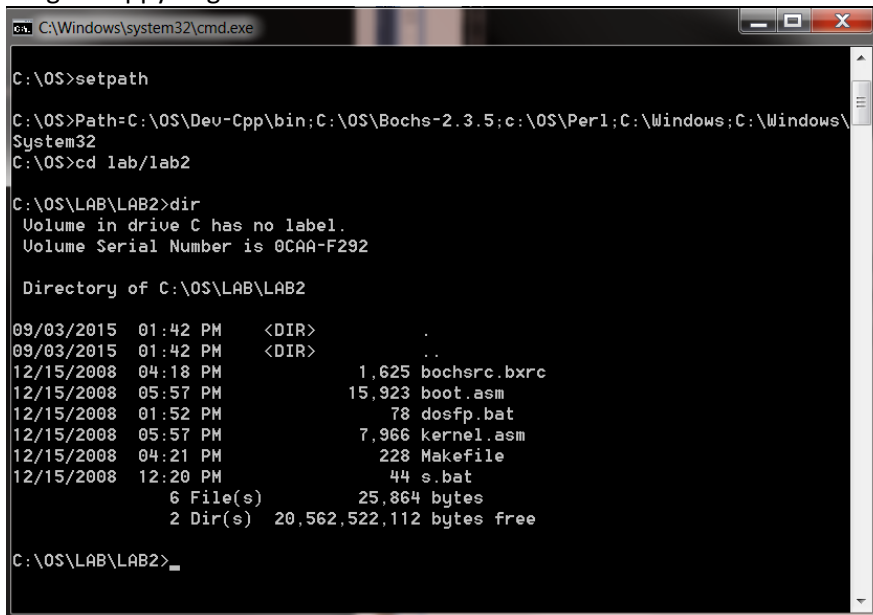 C:\Windows\system32\cmd.exe
C:\OS>setpath
C:\OS>Path=C:\OS\Dev-Cpp\bin;C:\OS\Bochs-2.3.5;c:\OS\Perl;C:\Windows;C:\Windows\
System32
C:\OS>cd lab/lab2
C:\OS\LAB\LAB2>dir
Volume in drive C has no label.
Volume Serial Number is 0CAA-F292
Directory of C:\OS\LAB\LAB2
09/03/2015 01:42 PM <DIR> .
09/03/2015 01:42 PM <DIR> ..
12/15/2008 04:18 PM 1,625 bochsrc.bxrc
12/15/2008 05:57 PM 15,923 boot.asm
12/15/2008 01:52 PM 78 dosfp.bat
12/15/2008 05:57 PM 7,966 kernel.asm
12/15/2008 04:21 PM 228 Makefile
12/15/2008 12:20 PM 44 s.bat
6 File(s) 25,864 bytes
2 Dir(s) 20,562,522,112 bytes free
C:\OS\LAB\LAB2>_